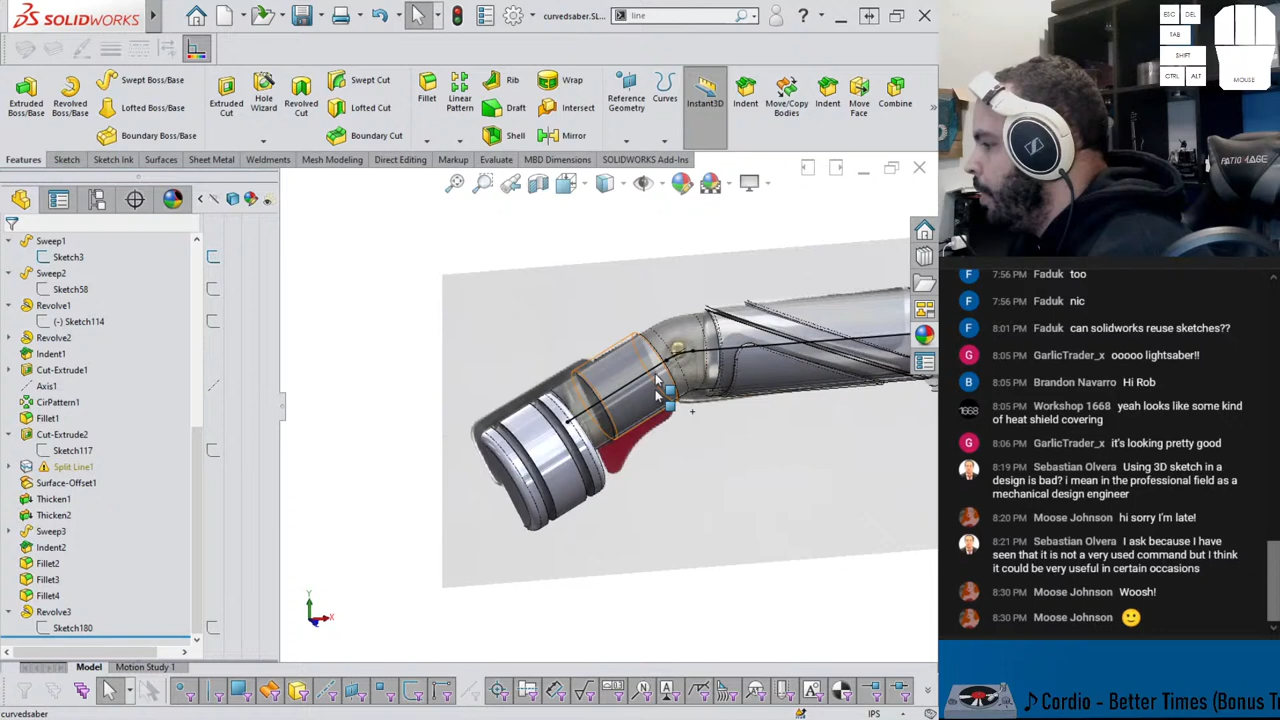 SOLIDWORKS
curvedsaber.SL...
line
ESC
DEL
TAB
SHIFT
CTRL
ALT
MOUSE
Extruded Boss/Base
Revolved Boss/Base
Swept Boss/Base
Lofted Boss/Base
Boundary Boss/Base
Extruded Cut
Hole Wizard
Revolved Cut
Swept Cut
Lofted Cut
Boundary Cut
Fillet
Linear Pattern
Rib
Draft
Shell
Wrap
Intersect
Mirror
Reference Geometry
Curves
Instant3D
Indent
Move/Copy Bodies
Indent
Move Face
Combine
Features
Sketch
Sketch Ink
Surfaces
Sheet Metal
Weldments
Mesh Modeling
Direct Editing
Markup
Evaluate
MBD Dimensions
SOLIDWORKS Add-Ins
Sweep1
Sketch3
Sweep2
Sketch58
Revolve1
(-) Sketch114
Revolve2
Indent1
Cut-Extrude1
Axis1
CirPattern1
Fillet1
Cut-Extrude2
Sketch117
Split Line1
Surface-Offset1
Thicken1
Thicken2
Sweep3
Indent2
Fillet2
Fillet3
Fillet4
Revolve3
Sketch180
Y
X
Model
Motion Study 1
curvedsaber
IPS
F 7:56 PM Faduk too
F 7:56 PM Faduk nic
F 8:01 PM Faduk can solidworks reuse sketches??
G 8:05 PM GarlicTrader_x ooooo lightsaber!!
B 8:05 PM Brandon Navarro Hi Rob
1668 8:06 PM Workshop 1668 yeah looks like some kind
of heat shield covering
G 8:06 PM GarlicTrader_x it's looking pretty good
8:19 PM Sebastian Olvera Using 3D sketch in a
design is bad? i mean in the professional field as a
mechanical design engineer
8:20 PM Moose Johnson hi sorry I'm late!
8:21 PM Sebastian Olvera I ask because I have
seen that it is not a very used command but I think
it could be very useful in certain occasions
8:30 PM Moose Johnson Woosh!
8:30 PM Moose Johnson
♪ Cordio - Better Times (Bonus T